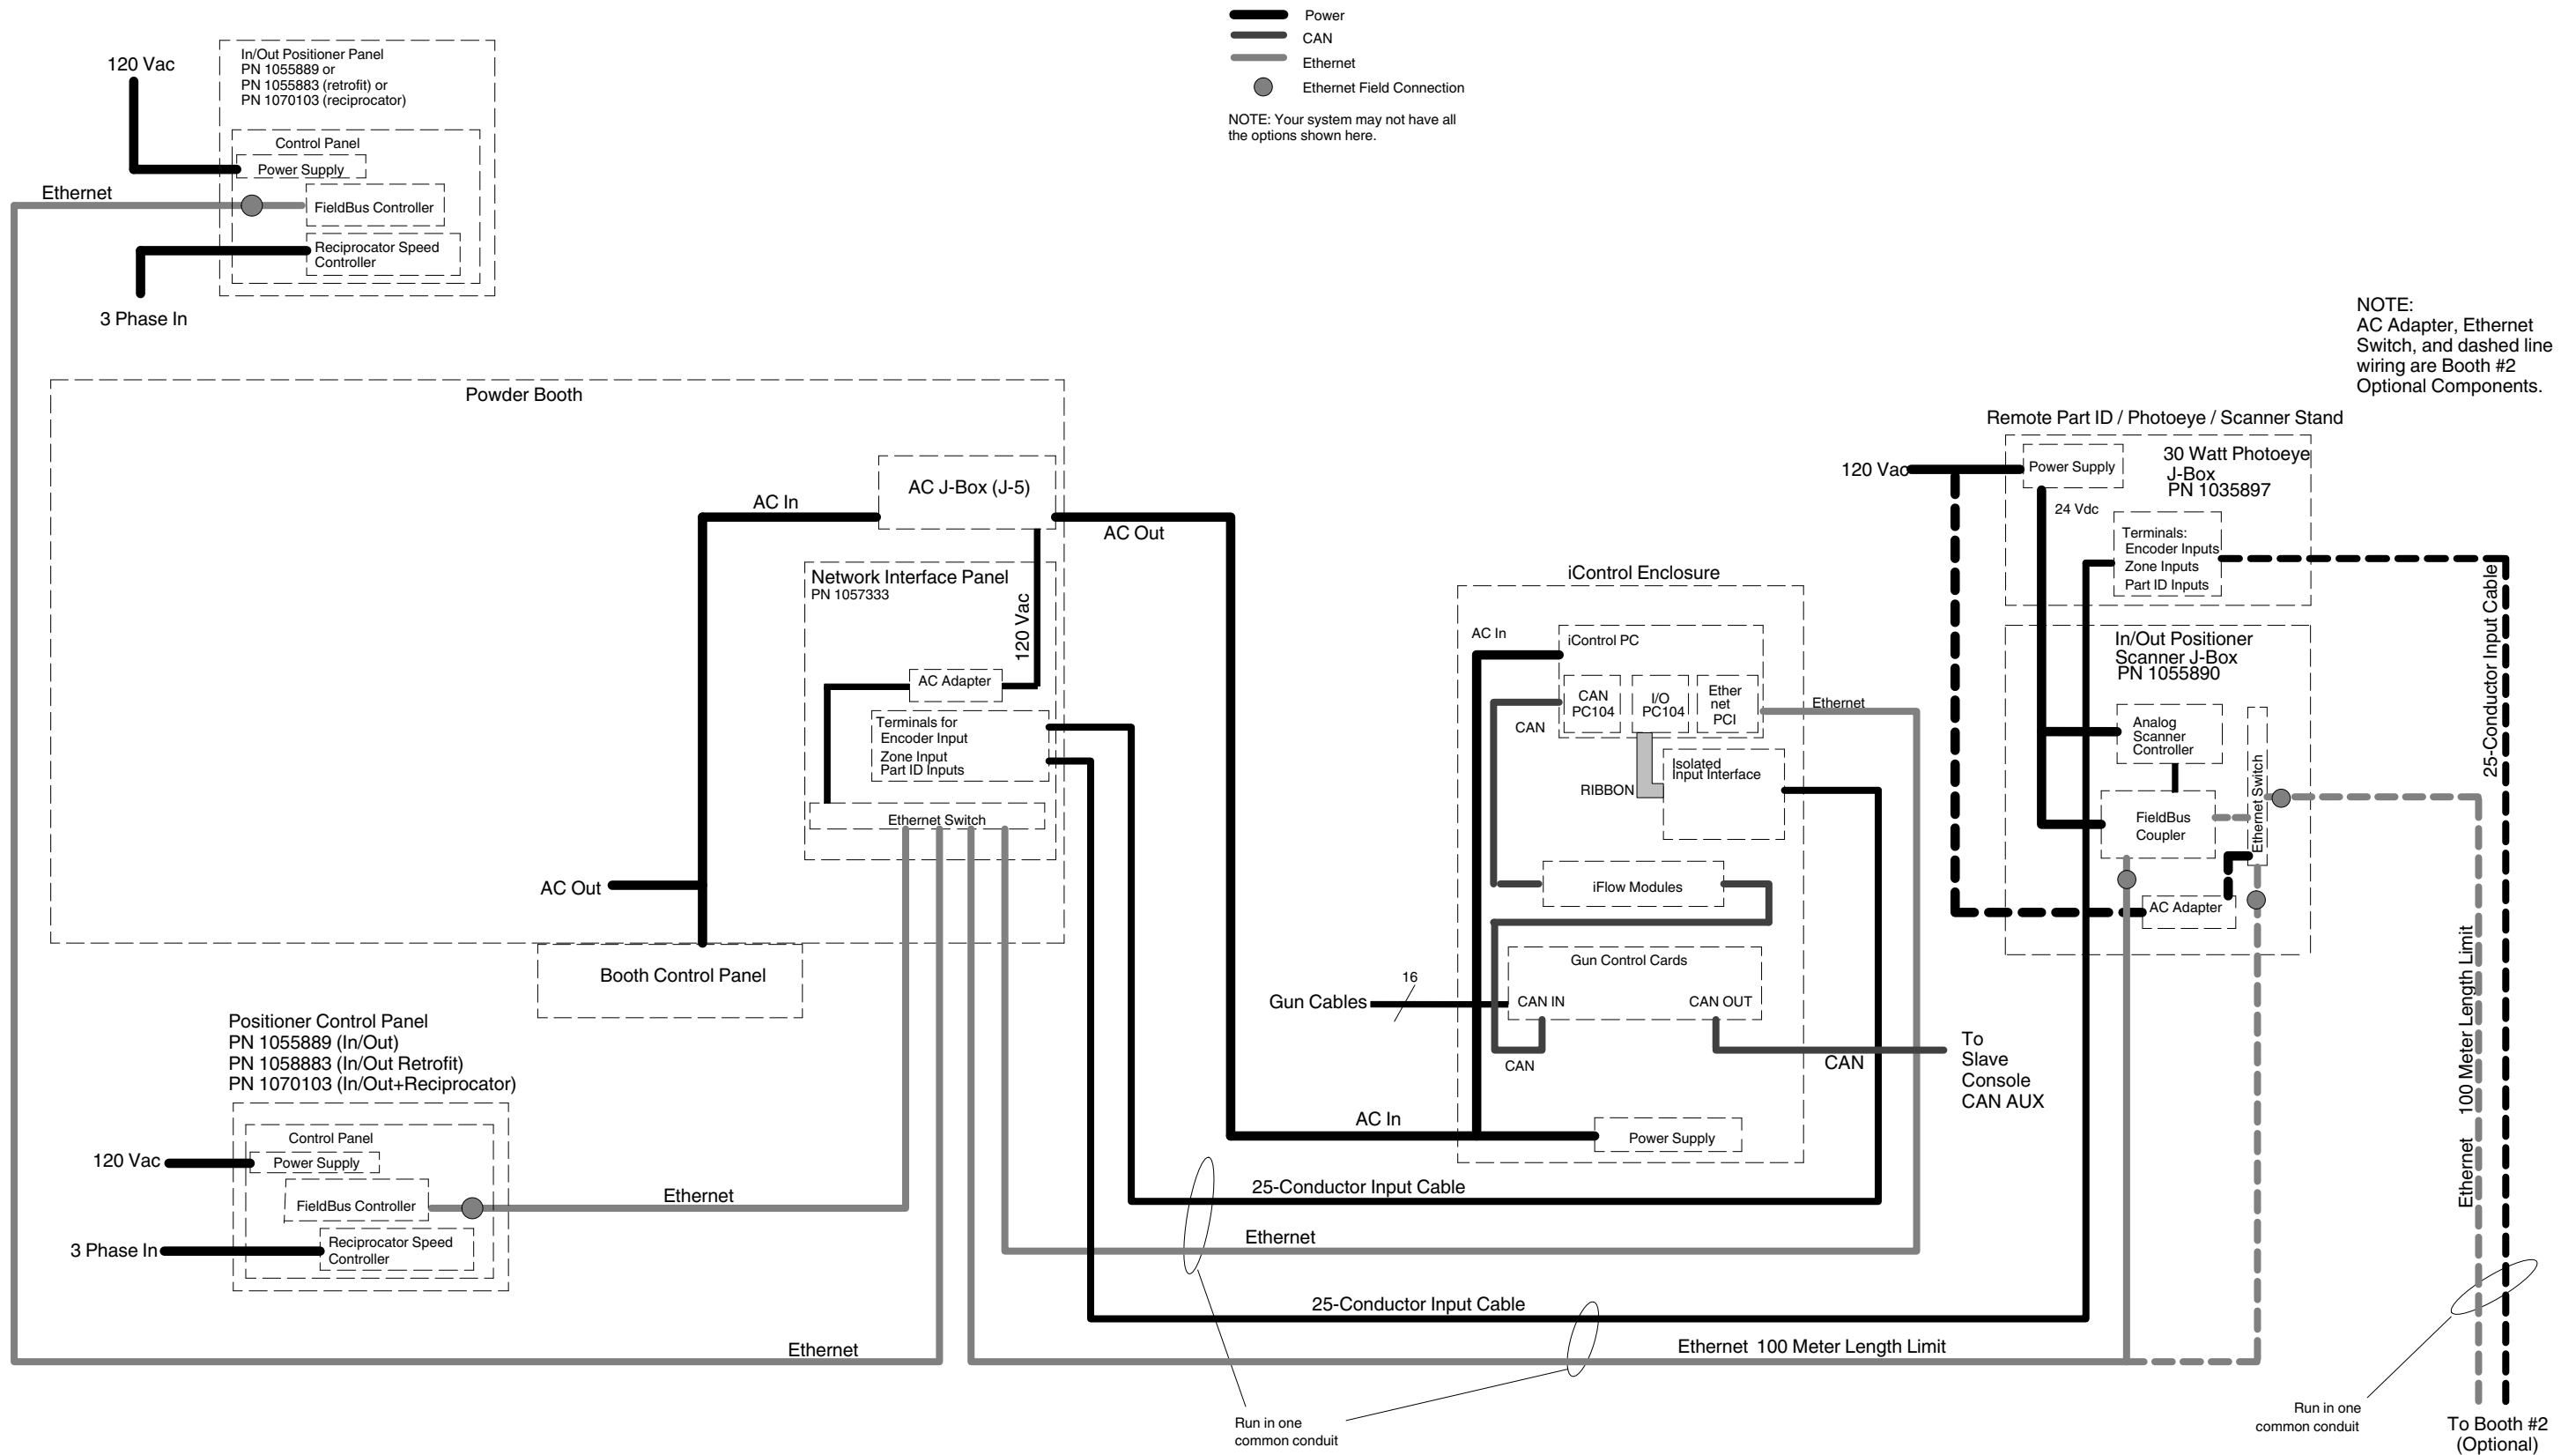 Power
CAN
Ethernet
Ethernet Field Connection
NOTE: Your system may not have all
the options shown here.
120 Vac
In/Out Positioner Panel
PN 1055889 or
PN 1055883 (retrofit) or
PN 1070103 (reciprocator)
Control Panel
Power Supply
Ethernet
FieldBus Controller
Reciprocator Speed
Controller
3 Phase In
NOTE:
AC Adapter, Ethernet
Switch, and dashed line
wiring are Booth #2
Optional Components.
Powder Booth
AC J-Box (J-5)
AC In
AC Out
Network Interface Panel
PN 1057333
120 Vac
AC Adapter
Terminals for
Encoder Input
Zone Input
Part ID Inputs
Ethernet Switch
AC Out
Booth Control Panel
Positioner Control Panel
PN 1055889 (In/Out)
PN 1058883 (In/Out Retrofit)
PN 1070103 (In/Out+Reciprocator)
Control Panel
120 Vac
Power Supply
FieldBus Controller
Ethernet
3 Phase In
Reciprocator Speed
Controller
Ethernet
iControl Enclosure
AC In
iControl PC
CAN
PC104
I/O
PC104
Ether
net
PCI
Ethernet
CAN
Isolated
Input Interface
RIBBON
iFlow Modules
Gun Control Cards
16
Gun Cables
CAN IN
CAN OUT
CAN
CAN
To
Slave
Console
CAN AUX
AC In
Power Supply
25-Conductor Input Cable
Ethernet
25-Conductor Input Cable
Ethernet 100 Meter Length Limit
Run in one
common conduit
Remote Part ID / Photoeye / Scanner Stand
120 Vac
Power Supply
30 Watt Photoeye
J-Box
PN 1035897
24 Vdc
Terminals:
Encoder Inputs
Zone Inputs
Part ID Inputs
In/Out Positioner
Scanner J-Box
PN 1055890
Analog
Scanner
Controller
FieldBus
Coupler
Ethernet Switch
AC Adapter
25-Conductor Input Cable
Ethernet 100 Meter Length Limit
Run in one
common conduit
To Booth #2
(Optional)